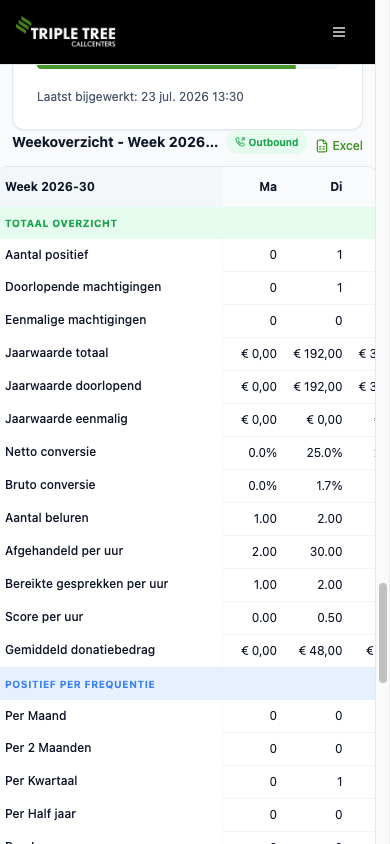 TRIPLE TREE
CALLCENTERS
Laatst bijgewerkt: 23 jul. 2026 13:30
Weekoverzicht - Week 2026... Outbound Excel
Week 2026-30 Ma Di
TOTAAL OVERZICHT
Aantal positief 0 1
Doorlopende machtigingen 0 1
Eenmalige machtigingen 0 0
Jaarwaarde totaal € 0,00 € 192,00 € 3
Jaarwaarde doorlopend € 0,00 € 192,00 € 3
Jaarwaarde eenmalig € 0,00 € 0,00
Netto conversie 0.0% 25.0%
Bruto conversie 0.0% 1.7%
Aantal beluren 1.00 2.00
Afgehandeld per uur 2.00 30.00
Bereikte gesprekken per uur 1.00 2.00
Score per uur 0.00 0.50
Gemiddeld donatiebedrag € 0,00 € 48,00 €
POSITIEF PER FREQUENTIE
Per Maand 0 0
Per 2 Maanden 0 0
Per Kwartaal 0 1
Per Half jaar 0 0